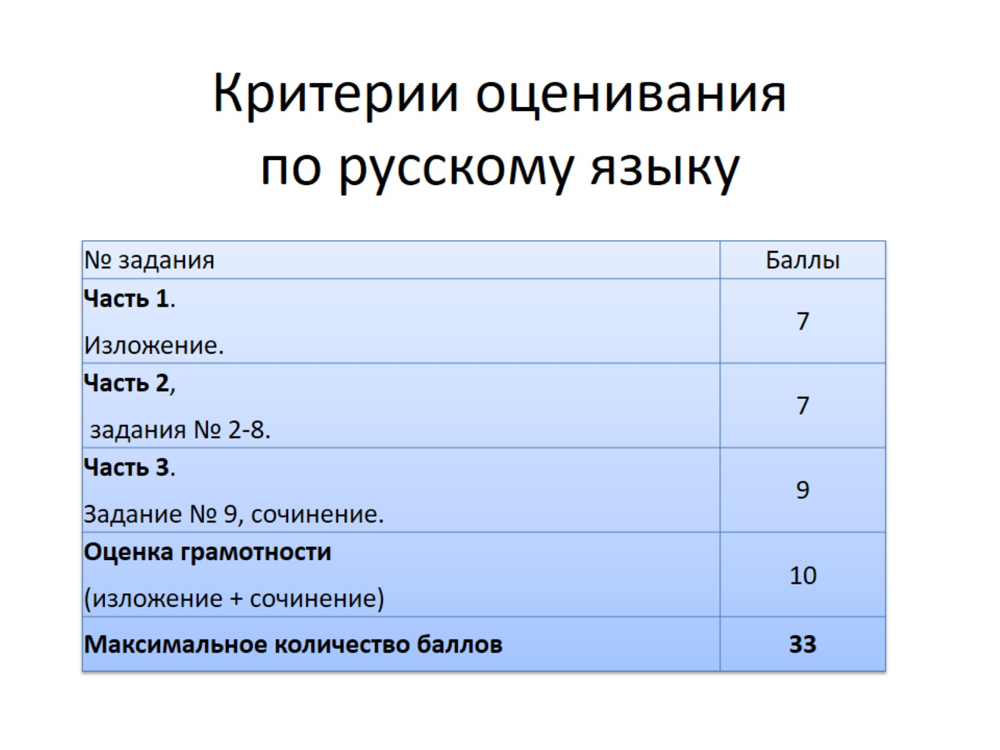 Критерии оценивания
по русскому языку
№ задания Баллы
Часть 1.
Изложение.
7
Часть 2,
задания № 2-8.
7
Часть 3.
Задание № 9, сочинение.
9
Оценка грамотности
(изложение + сочинение)
10
Максимальное количество баллов 33